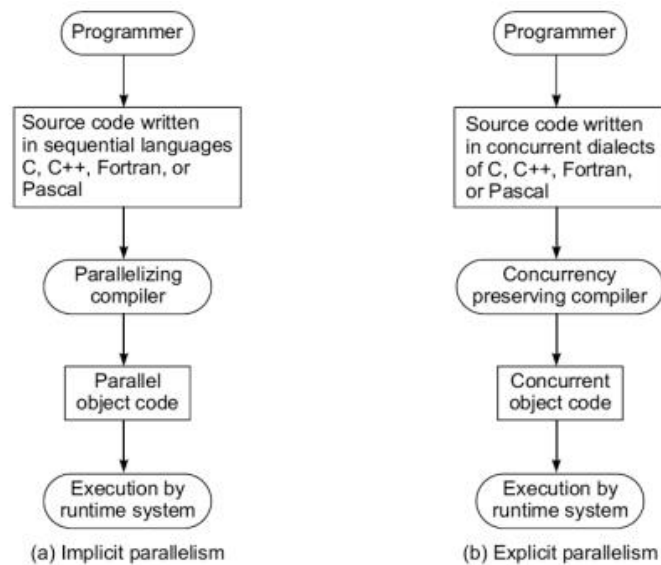 Programmer
Source code written
in sequential languages
C, C++, Fortran, or
Pascal
Parallelizing
compiler
Parallel
object code
Execution by
runtime system
(a) Implicit parallelism
Programmer
Source code written
in concurrent dialects
of C, C++, Fortran,
or Pascal
Concurrency
preserving compiler
Concurrent
object code
Execution by
runtime system
(b) Explicit parallelism